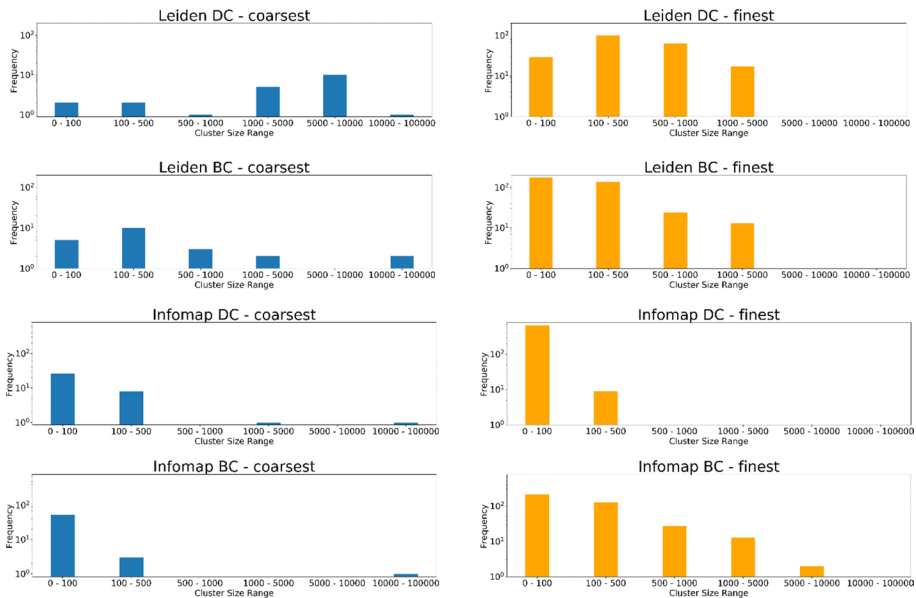 Leiden DC - coarsest
Frequency
10²
10¹
10⁰
0 - 100 100 - 500 500 - 1000 1000 - 5000 5000 - 10000 10000 - 100000
Cluster Size Range
Leiden DC - finest
Frequency
10²
10¹
10⁰
0 - 100 100 - 500 500 - 1000 1000 - 5000 5000 - 10000 10000 - 100000
Cluster Size Range
Leiden BC - coarsest
Frequency
10²
10¹
10⁰
0 - 100 100 - 500 500 - 1000 1000 - 5000 5000 - 10000 10000 - 100000
Cluster Size Range
Leiden BC - finest
Frequency
10²
10¹
10⁰
0 - 100 100 - 500 500 - 1000 1000 - 5000 5000 - 10000 10000 - 100000
Cluster Size Range
Infomap DC - coarsest
Frequency
10²
10¹
10⁰
0 - 100 100 - 500 500 - 1000 1000 - 5000 5000 - 10000 10000 - 100000
Cluster Size Range
Infomap DC - finest
Frequency
10²
10¹
10⁰
0 - 100 100 - 500 500 - 1000 1000 - 5000 5000 - 10000 10000 - 100000
Cluster Size Range
Infomap BC - coarsest
Frequency
10²
10¹
10⁰
0 - 100 100 - 500 500 - 1000 1000 - 5000 5000 - 10000 10000 - 100000
Cluster Size Range
Infomap BC - finest
Frequency
10²
10¹
10⁰
0 - 100 100 - 500 500 - 1000 1000 - 5000 5000 - 10000 10000 - 100000
Cluster Size Range